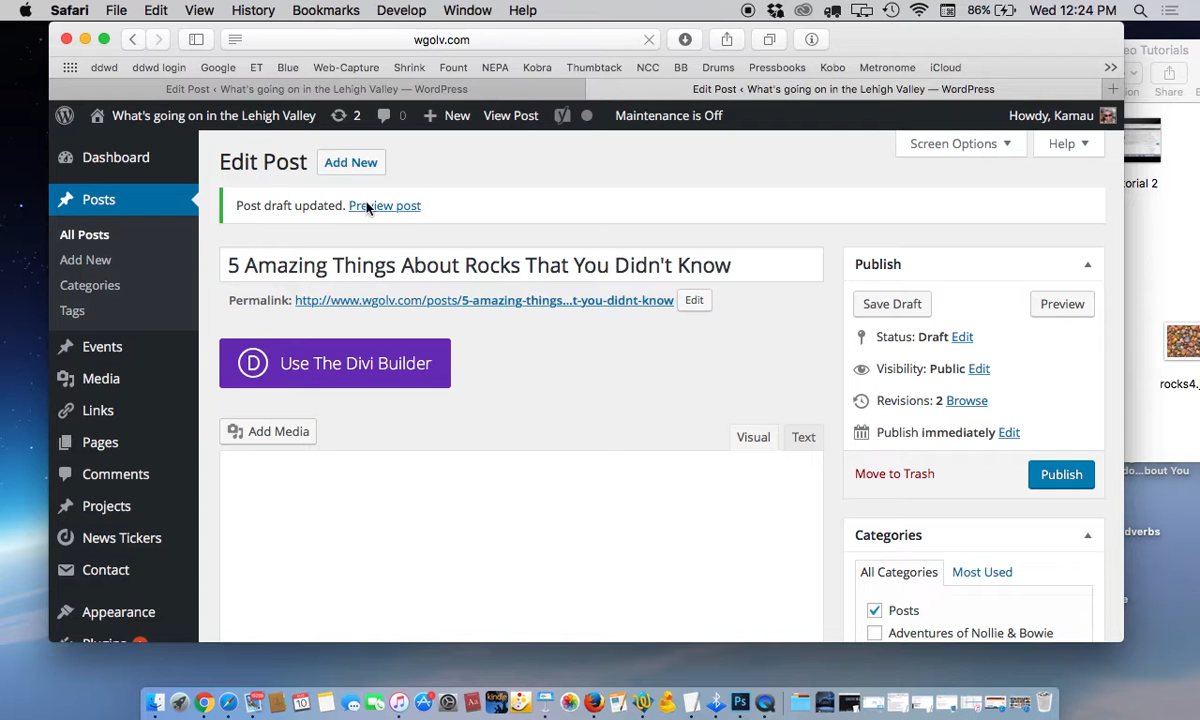 Safari File Edit View History Bookmarks Develop Window Help 86% Wed 12:24 PM
wgolv.com
ddwd ddwd login Google ET Blue Web-Capture Shrink Fount NEPA Kobra Thumbtack NCC BB Drums Pressbooks Kobo Metronome iCloud >>
Edit Post ‹ What's going on in the Lehigh Valley — WordPress Edit Post ‹ What's going on in the Lehigh Valley — WordPress +
What's going on in the Lehigh Valley 2 0 New View Post Maintenance is Off Howdy, Kamau
Dashboard
Posts
All Posts
Add New
Categories
Tags
Events
Media
Links
Pages
Comments
Projects
News Tickers
Contact
Appearance
Screen Options Help
Edit Post Add New
Post draft updated. Preview post
5 Amazing Things About Rocks That You Didn't Know
Permalink: http://www.wgolv.com/posts/5-amazing-things...t-you-didnt-know Edit
D Use The Divi Builder
Add Media Visual Text
Publish
Save Draft Preview
Status: Draft Edit
Visibility: Public Edit
Revisions: 2 Browse
Publish immediately Edit
Move to Trash Publish
Categories
All Categories Most Used
Posts
Adventures of Nollie & Bowie
eo Tutorials
Share
torial 2
rocks4.
do...bout You
dverbs